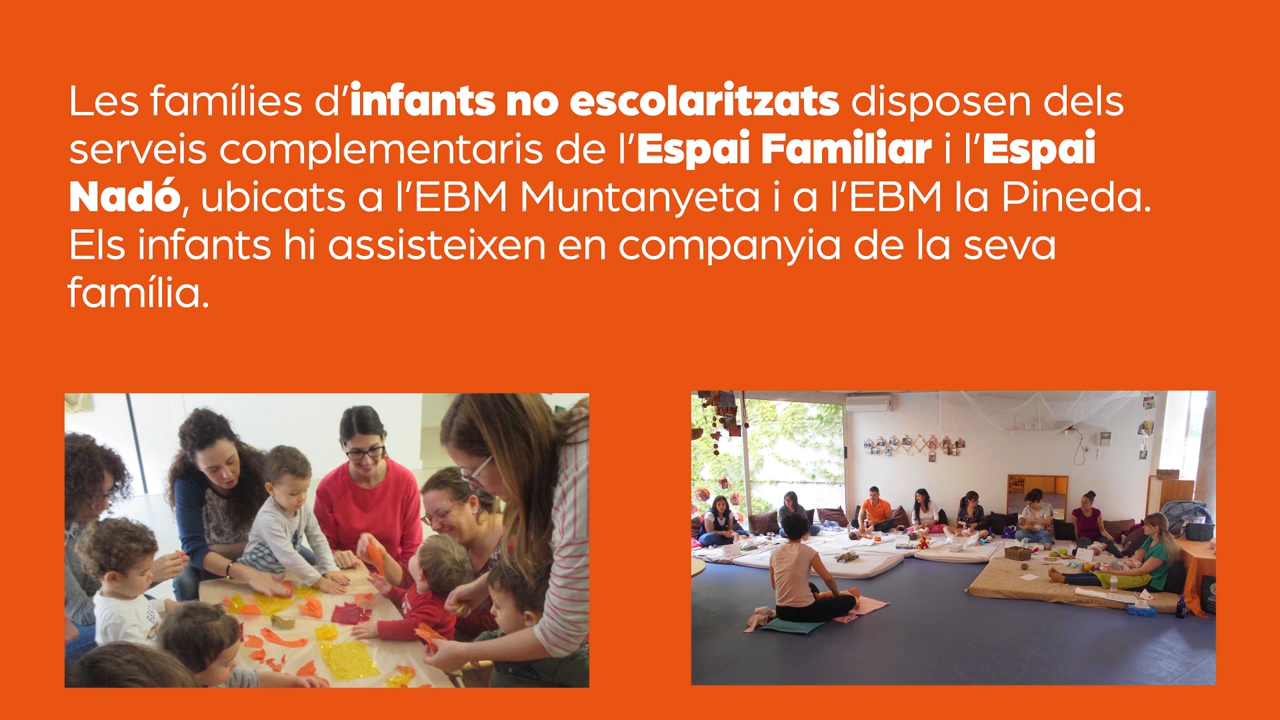 Les famílies d’infants no escolaritzats disposen dels
serveis complementaris de l’Espai Familiar i l’Espai
Nadó, ubicats a l’EBM Muntanyeta i a l’EBM la Pineda.
Els infants hi assisteixen en companyia de la seva
família.